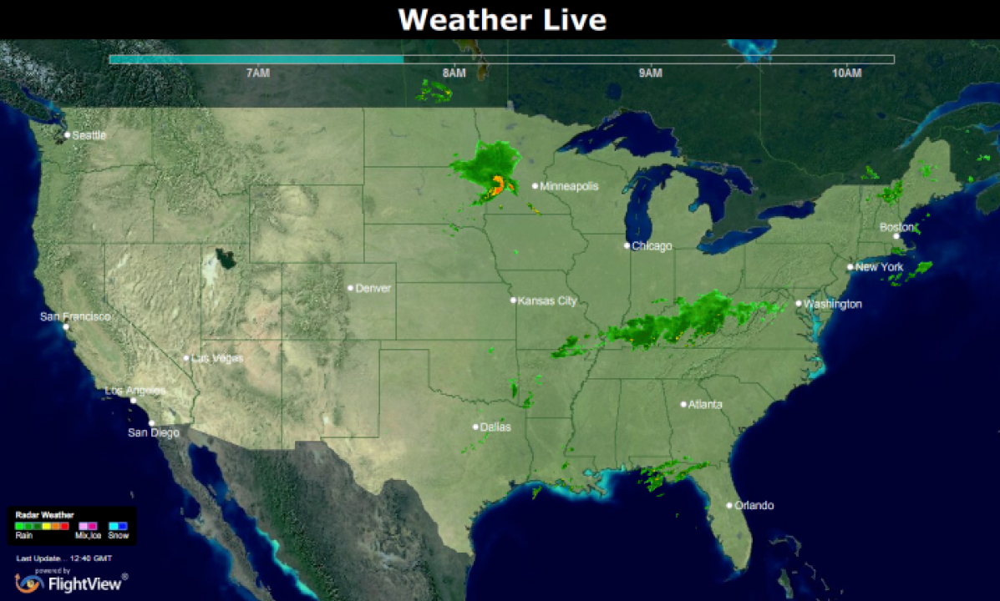 Weather Live
7AM 8AM 9AM 10AM
Seattle
Minneapolis
Boston
Chicago
New York
Denver
Kansas City
Washington
San Francisco
Las Vegas
Los Angeles
Atlanta
Dallas
San Diego
Orlando
Radar Weather
Rain Mix,Ice Snow
Last Update... 12:40 GMT
powered by
FlightView®